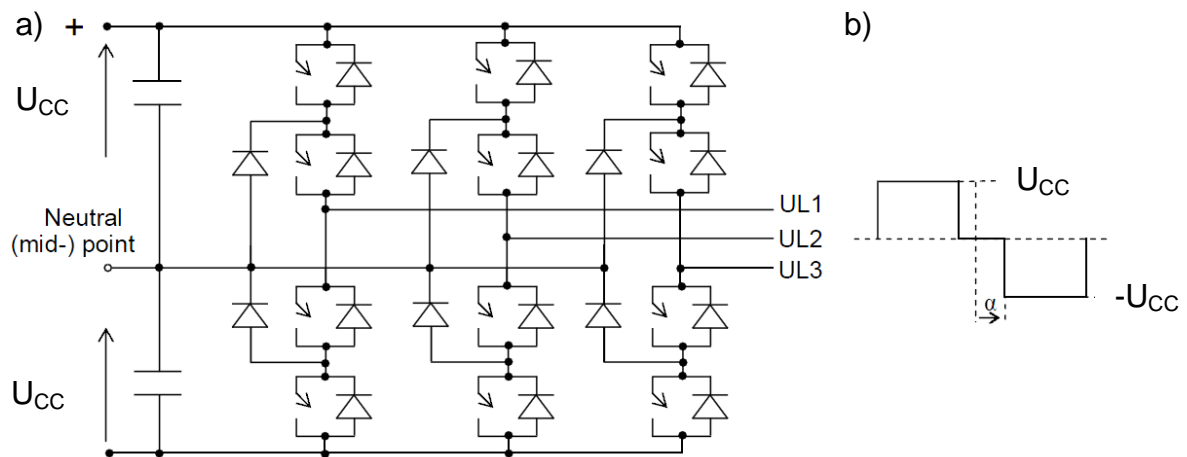 a) +
U_CC
Neutral
(mid-) point
U_CC
UL1
UL2
UL3
b)
U_CC
α
-U_CC